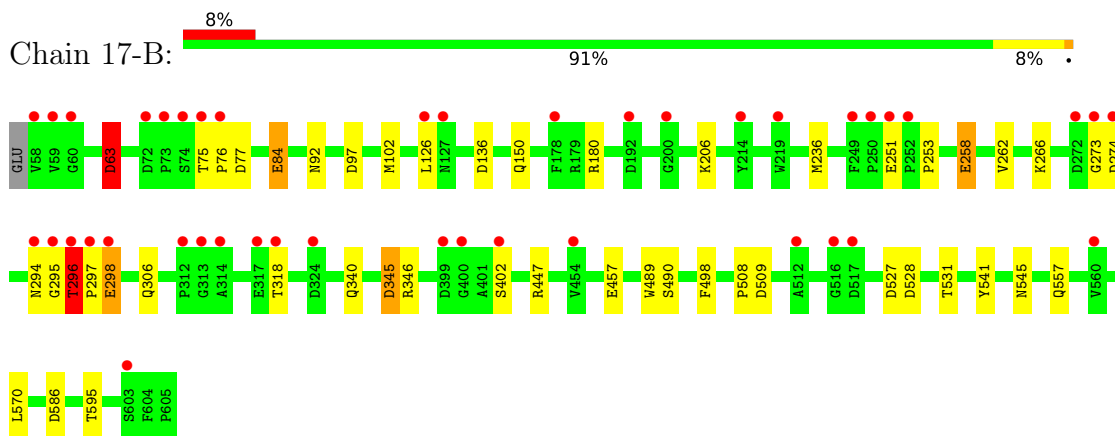 8%
Chain 17-B:
91% 8% •
GLU V58 V59 G60 D63 D72 P73 S74 T75 P76 D77 E84 N92 D97 M102 L126 N127 D136 Q150 F178 R179 R180 D192 G200 K206 Y214 W219 M236 F249 P250 E251 P252 P253 E258 V262 K266 D272 G273
N294 G295 T296 P297 E298 Q306 P312 G313 A314 E317 T318 D324 Q340 D345 R346 D399 G400 A401 S402 R447 V454 E457 W489 S490 F498 P508 D509 A512 G516 D517 D527 D528 T531 Y541 N545 Q557 V560
L570 D586 T595 S603 F604 P605